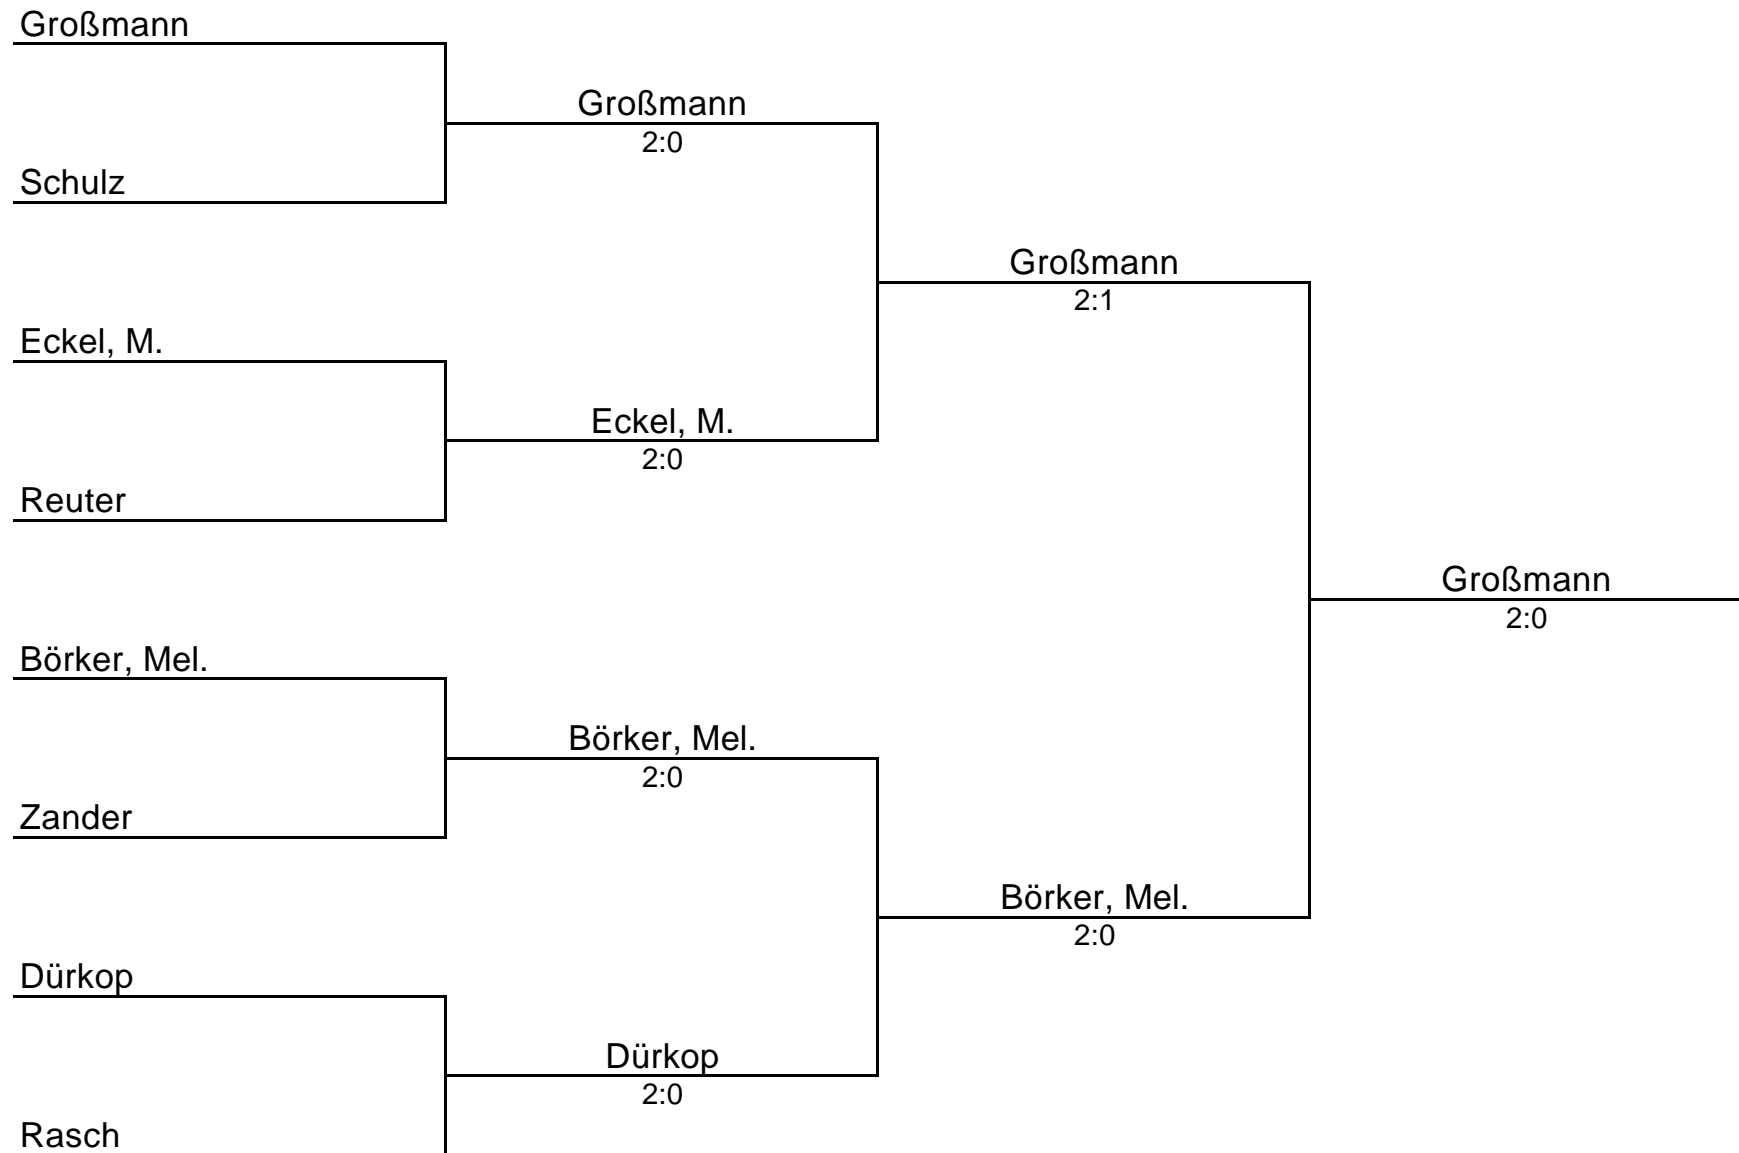 Großmann
Großmann
2:0
Schulz
Großmann
2:1
Eckel, M.
Eckel, M.
2:0
Reuter
Großmann
2:0
Börker, Mel.
Börker, Mel.
2:0
Zander
Börker, Mel.
2:0
Dürkop
Dürkop
2:0
Rasch